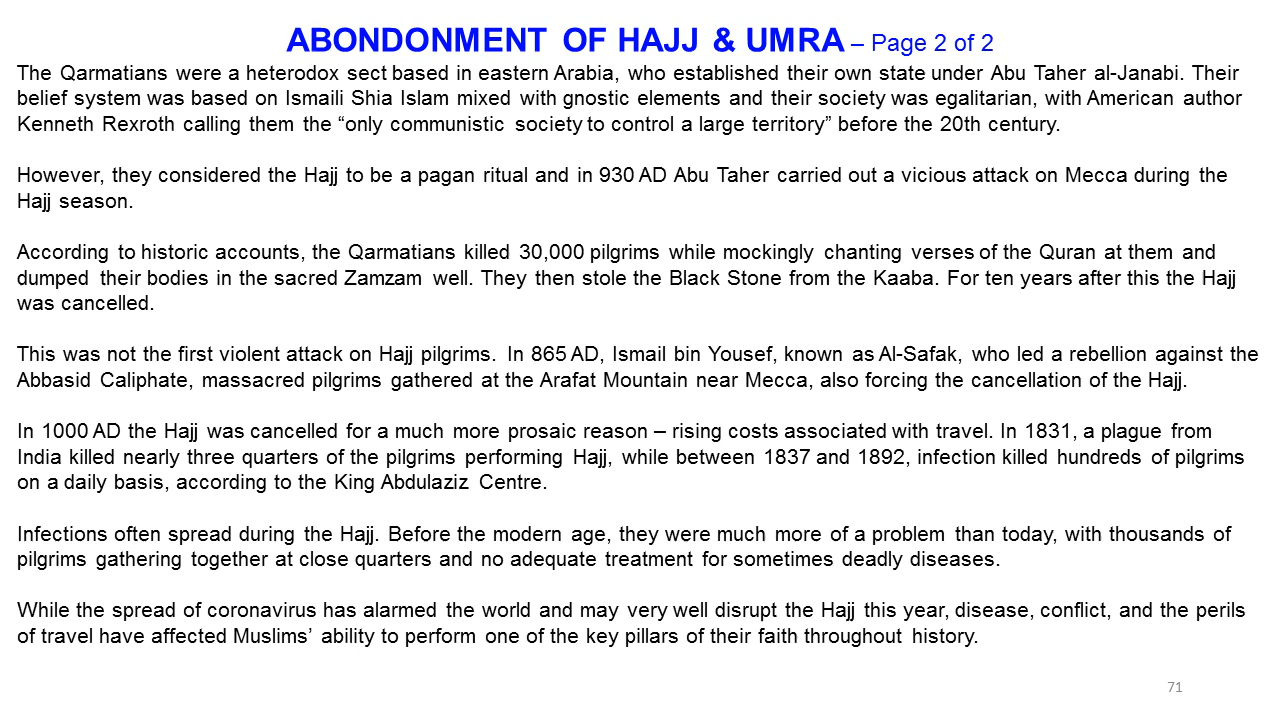 ABONDONMENT OF HAJJ & UMRA – Page 2 of 2
The Qarmatians were a heterodox sect based in eastern Arabia, who established their own state under Abu Taher al-Janabi. Their
belief system was based on Ismaili Shia Islam mixed with gnostic elements and their society was egalitarian, with American author
Kenneth Rexroth calling them the “only communistic society to control a large territory” before the 20th century.
However, they considered the Hajj to be a pagan ritual and in 930 AD Abu Taher carried out a vicious attack on Mecca during the
Hajj season.
According to historic accounts, the Qarmatians killed 30,000 pilgrims while mockingly chanting verses of the Quran at them and
dumped their bodies in the sacred Zamzam well. They then stole the Black Stone from the Kaaba. For ten years after this the Hajj
was cancelled.
This was not the first violent attack on Hajj pilgrims. In 865 AD, Ismail bin Yousef, known as Al-Safak, who led a rebellion against the
Abbasid Caliphate, massacred pilgrims gathered at the Arafat Mountain near Mecca, also forcing the cancellation of the Hajj.
In 1000 AD the Hajj was cancelled for a much more prosaic reason – rising costs associated with travel. In 1831, a plague from
India killed nearly three quarters of the pilgrims performing Hajj, while between 1837 and 1892, infection killed hundreds of pilgrims
on a daily basis, according to the King Abdulaziz Centre.
Infections often spread during the Hajj. Before the modern age, they were much more of a problem than today, with thousands of
pilgrims gathering together at close quarters and no adequate treatment for sometimes deadly diseases.
While the spread of coronavirus has alarmed the world and may very well disrupt the Hajj this year, disease, conflict, and the perils
of travel have affected Muslims’ ability to perform one of the key pillars of their faith throughout history.
71